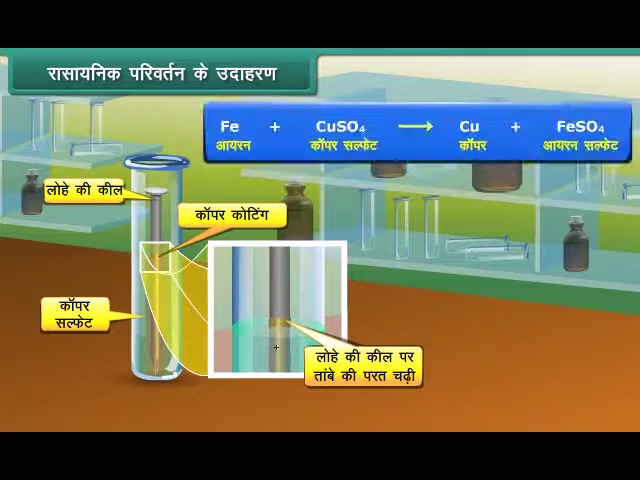 रासायनिक परिवर्तन के उदाहरण
Fe + CuSO₄ ⟶ Cu + FeSO₄
आयरन कॉपर सल्फेट कॉपर आयरन सल्फेट
लोहे की कील
कॉपर कोटिंग
कॉपर
सल्फेट
लोहे की कील पर
तांबे की परत चढ़ी